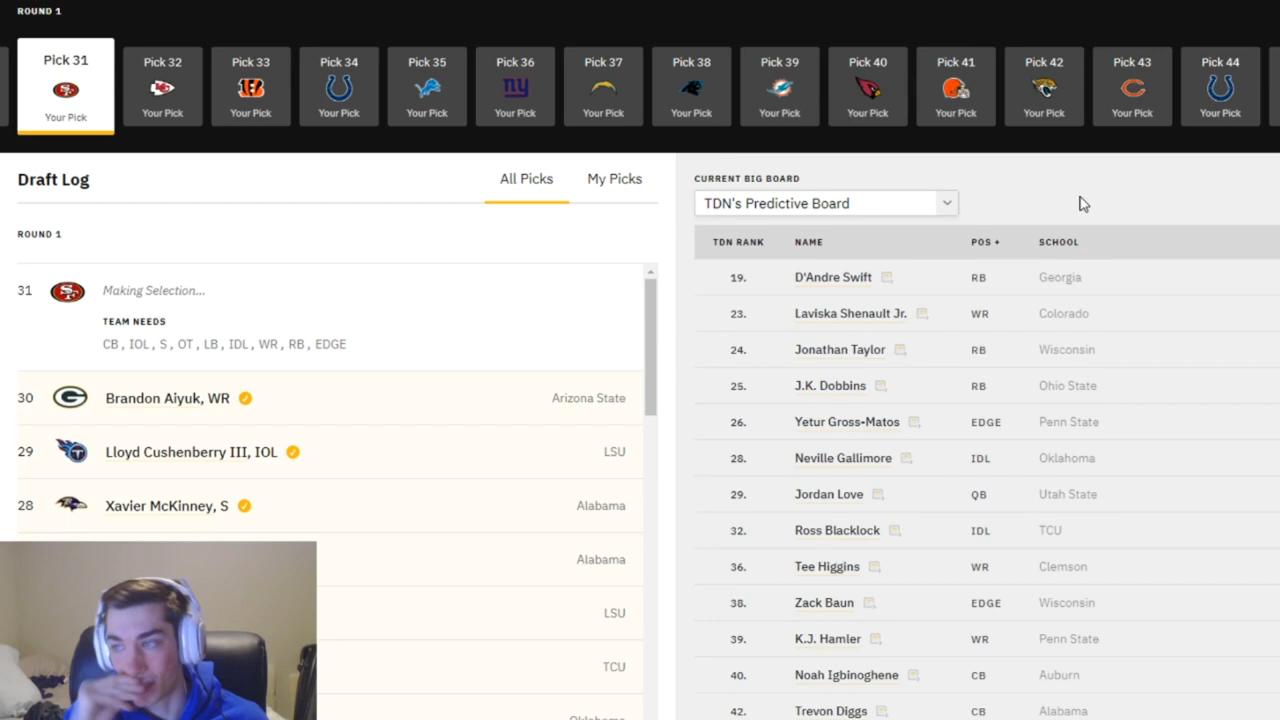 ROUND 1
Pick 31 Pick 32 Pick 33 Pick 34 Pick 35 Pick 36 Pick 37 Pick 38 Pick 39 Pick 40 Pick 41 Pick 42 Pick 43 Pick 44
SF ny C
Your Pick Your Pick Your Pick Your Pick Your Pick Your Pick Your Pick Your Pick Your Pick Your Pick Your Pick Your Pick Your Pick Your Pick
Draft Log
All Picks My Picks
ROUND 1
31 SF Making Selection...
TEAM NEEDS
CB, IOL, S, OT, LB, IDL, WR, RB, EDGE
30 G Brandon Aiyuk, WR Arizona State
29 Lloyd Cushenberry III, IOL LSU
28 Xavier McKinney, S Alabama
Alabama
LSU
TCU
Oklahoma
CURRENT BIG BOARD
TDN's Predictive Board
TDN RANK NAME POS + SCHOOL
19. D'Andre Swift RB Georgia
23. Laviska Shenault Jr. WR Colorado
24. Jonathan Taylor RB Wisconsin
25. J.K. Dobbins RB Ohio State
26. Yetur Gross-Matos EDGE Penn State
28. Neville Gallimore IDL Oklahoma
29. Jordan Love QB Utah State
32. Ross Blacklock IDL TCU
36. Tee Higgins WR Clemson
38. Zack Baun EDGE Wisconsin
39. K.J. Hamler WR Penn State
40. Noah Igbinoghene CB Auburn
42. Trevon Diggs CB Alabama